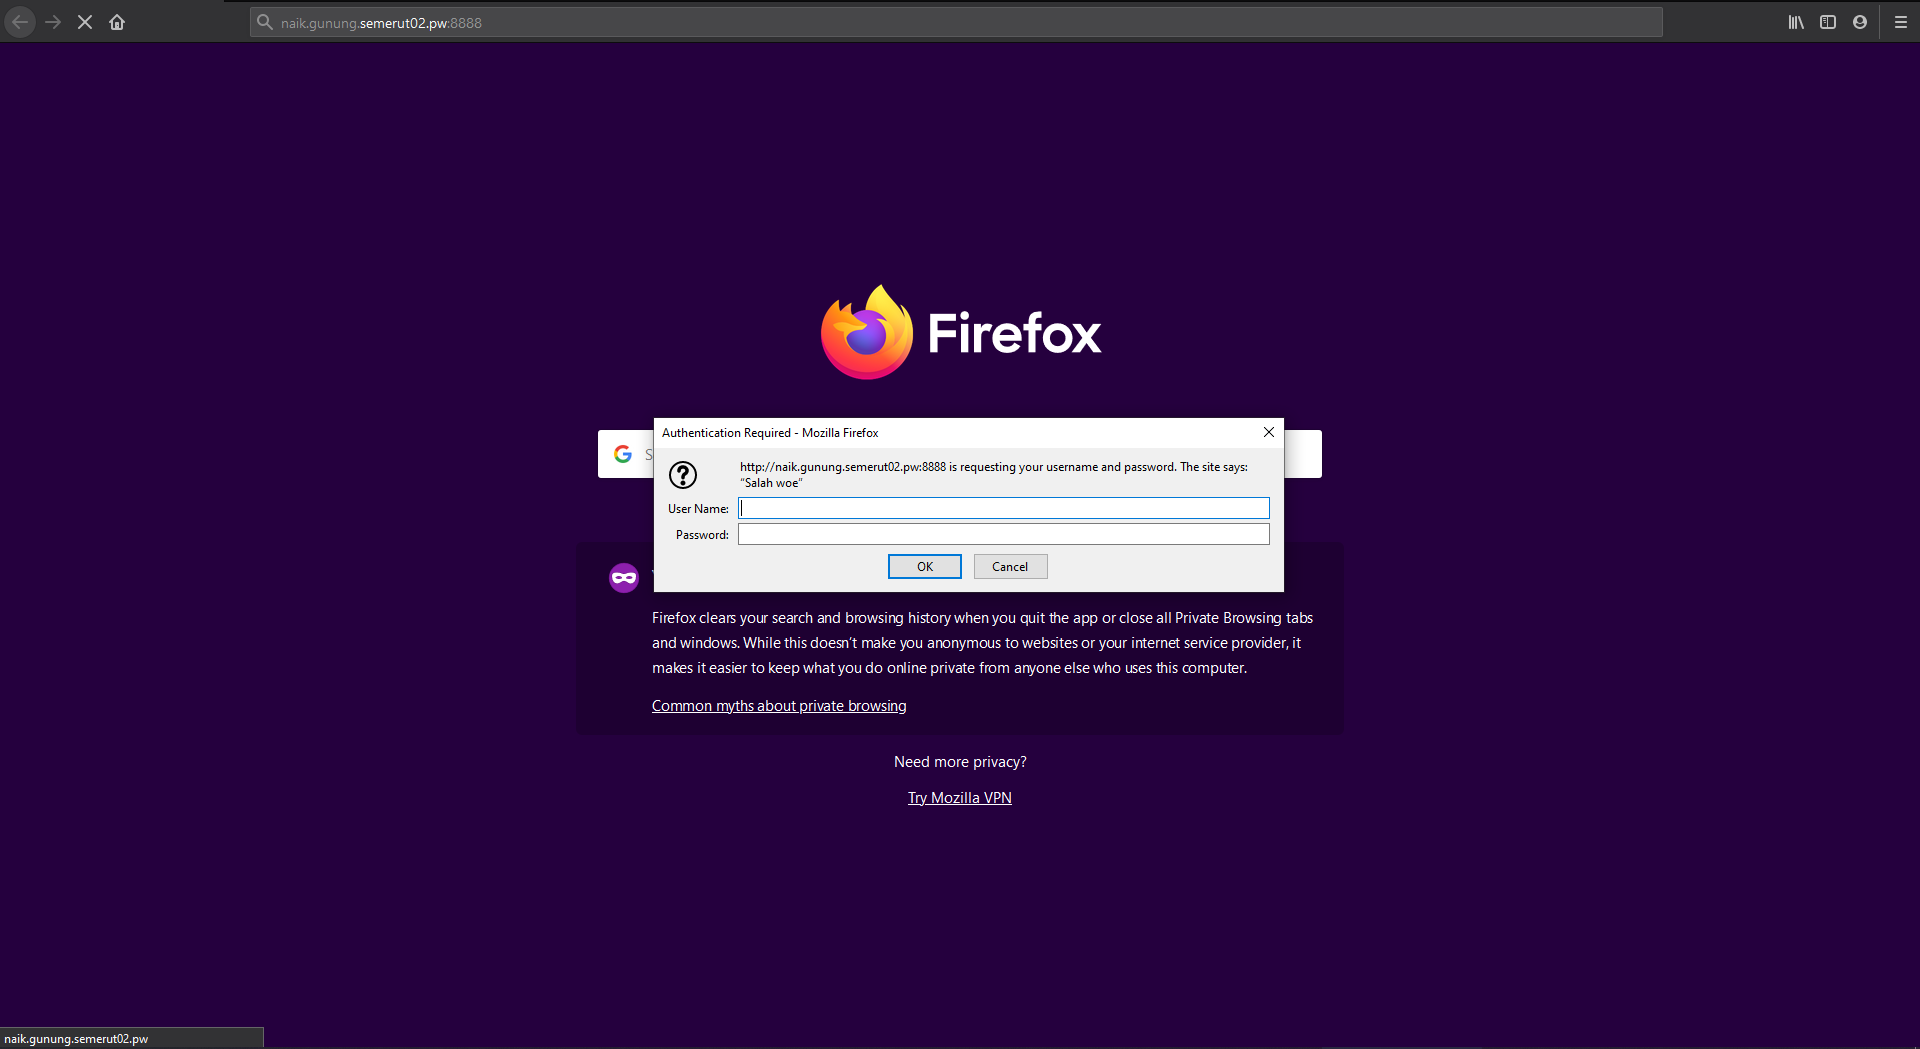 naik.gunung.semerut02.pw:8888
Firefox
S
Authentication Required - Mozilla Firefox
http://naik.gunung.semerut02.pw:8888 is requesting your username and password. The site says:
“Salah woe”
User Name:
Password:
OK Cancel
Firefox clears your search and browsing history when you quit the app or close all Private Browsing tabs
and windows. While this doesn’t make you anonymous to websites or your internet service provider, it
makes it easier to keep what you do online private from anyone else who uses this computer.
Common myths about private browsing
Need more privacy?
Try Mozilla VPN
naik.gunung.semerut02.pw